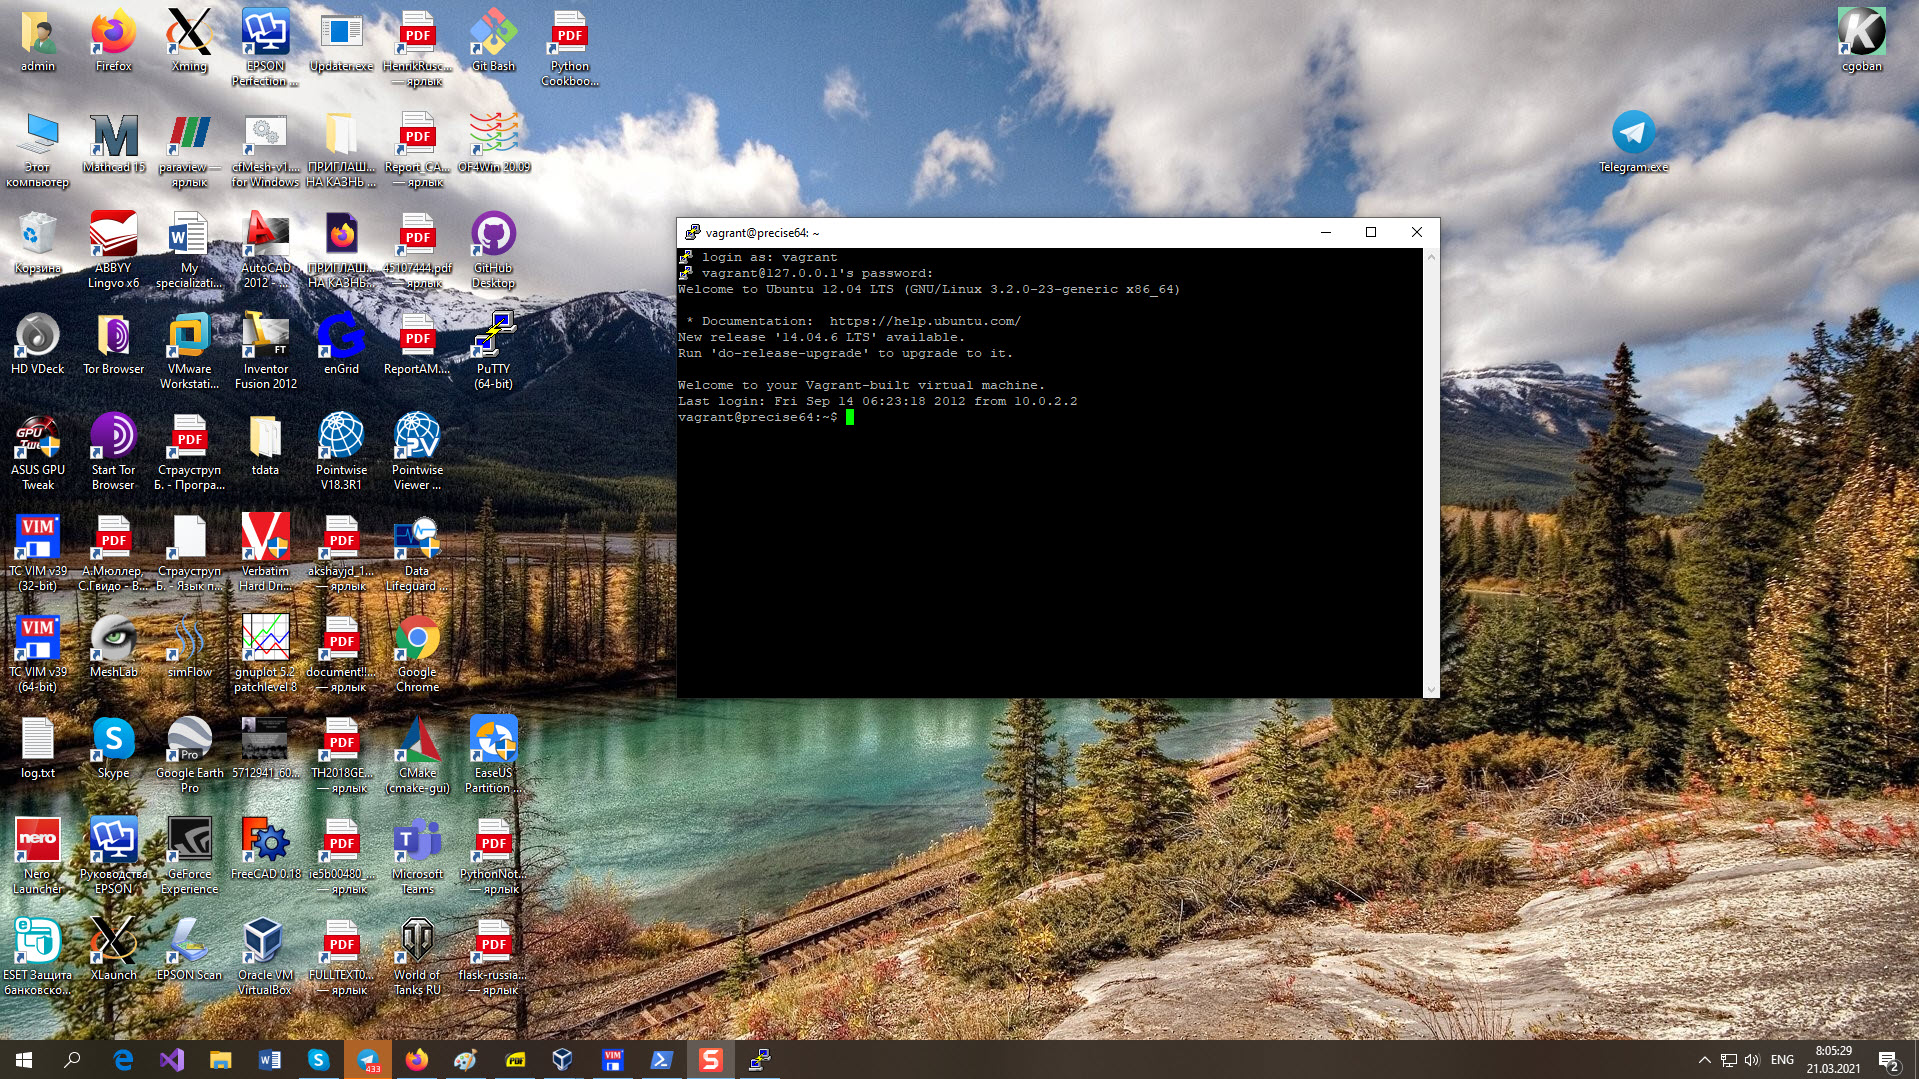 admin
Firefox
Xming
EPSON
Perfection ...
Updater.exe
HenrikRusc...
— ярлык
Git Bash
Python
Cookboo...
cgoban
Этот
компьютер
Mathcad 15
paraview —
ярлык
cfMesh-v1....
for Windows
ПРИГЛАШ...
НА КАЗНЬ ...
Report_CA...
— ярлык
OF4Win 20.09
Telegram.exe
Корзина
ABBYY
Lingvo x6
My
specializati...
AutoCAD
2012 - ...
ПРИГЛАШ...
НА КАЗНЬ...
45107444.pdf
— ярлык
GitHub
Desktop
HD VDeck
Tor Browser
VMware
Workstati...
Inventor
Fusion 2012
enGrid
ReportAM....
PuTTY
(64-bit)
ASUS GPU
Tweak
Start Tor
Browser
Страуструп
Б. - Програ...
tdata
Pointwise
V18.3R1
Pointwise
Viewer ...
TC VIM v39
(32-bit)
А.Мюллер,
С.Гвидо - В...
Страуструп
Б. - Язык п...
Verbatim
Hard Dri...
akshayjd_1...
— ярлык
Data
Lifeguard ...
TC VIM v39
(64-bit)
MeshLab
simFlow
gnuplot 5.2
patchlevel 8
document!!...
— ярлык
Google
Chrome
log.txt
Skype
Google Earth
Pro
5712941_60...
TH2018GE...
— ярлык
CMake
(cmake-gui)
EaseUS
Partition ...
Nero
Launcher
Руководства
EPSON
GeForce
Experience
FreeCAD 0.18
ie5b00480_...
— ярлык
Microsoft
Teams
PythonNot...
— ярлык
ESET Защита
банковско...
XLaunch
EPSON Scan
Oracle VM
VirtualBox
FULLTEXT0...
— ярлык
World of
Tanks RU
flask-russia...
— ярлык
vagrant@precise64: ~
login as: vagrant
vagrant@127.0.0.1's password:
Welcome to Ubuntu 12.04 LTS (GNU/Linux 3.2.0-23-generic x86_64)
* Documentation:  https://help.ubuntu.com/
New release '14.04.6 LTS' available.
Run 'do-release-upgrade' to upgrade to it.
Welcome to your Vagrant-built virtual machine.
Last login: Fri Sep 14 06:23:18 2012 from 10.0.2.2
vagrant@precise64:~$
433
ENG
8:05:29
21.03.2021
2